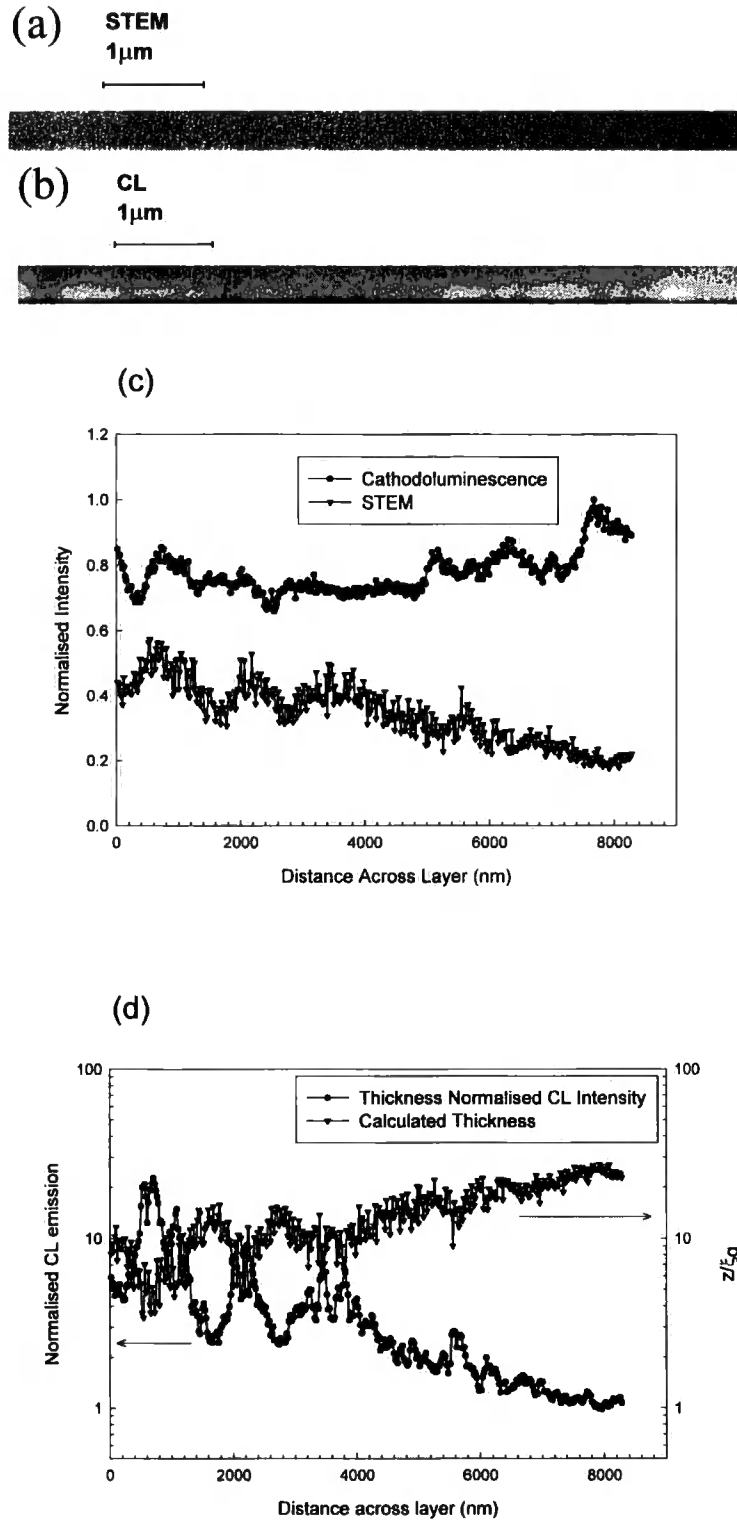 (a)
STEM
1μm
(b)
CL
1μm
(c)
1.2
1.0
0.8
0.6
0.4
0.2
0.0
Normalised Intensity
Cathodoluminescence
STEM
0
2000
4000
6000
8000
Distance Across Layer (nm)
(d)
100
10
1
Normalised CL emission
Thickness Normalised CL Intensity
Calculated Thickness
100
10
1
z/ξg
0
2000
4000
6000
8000
Distance across layer (nm)